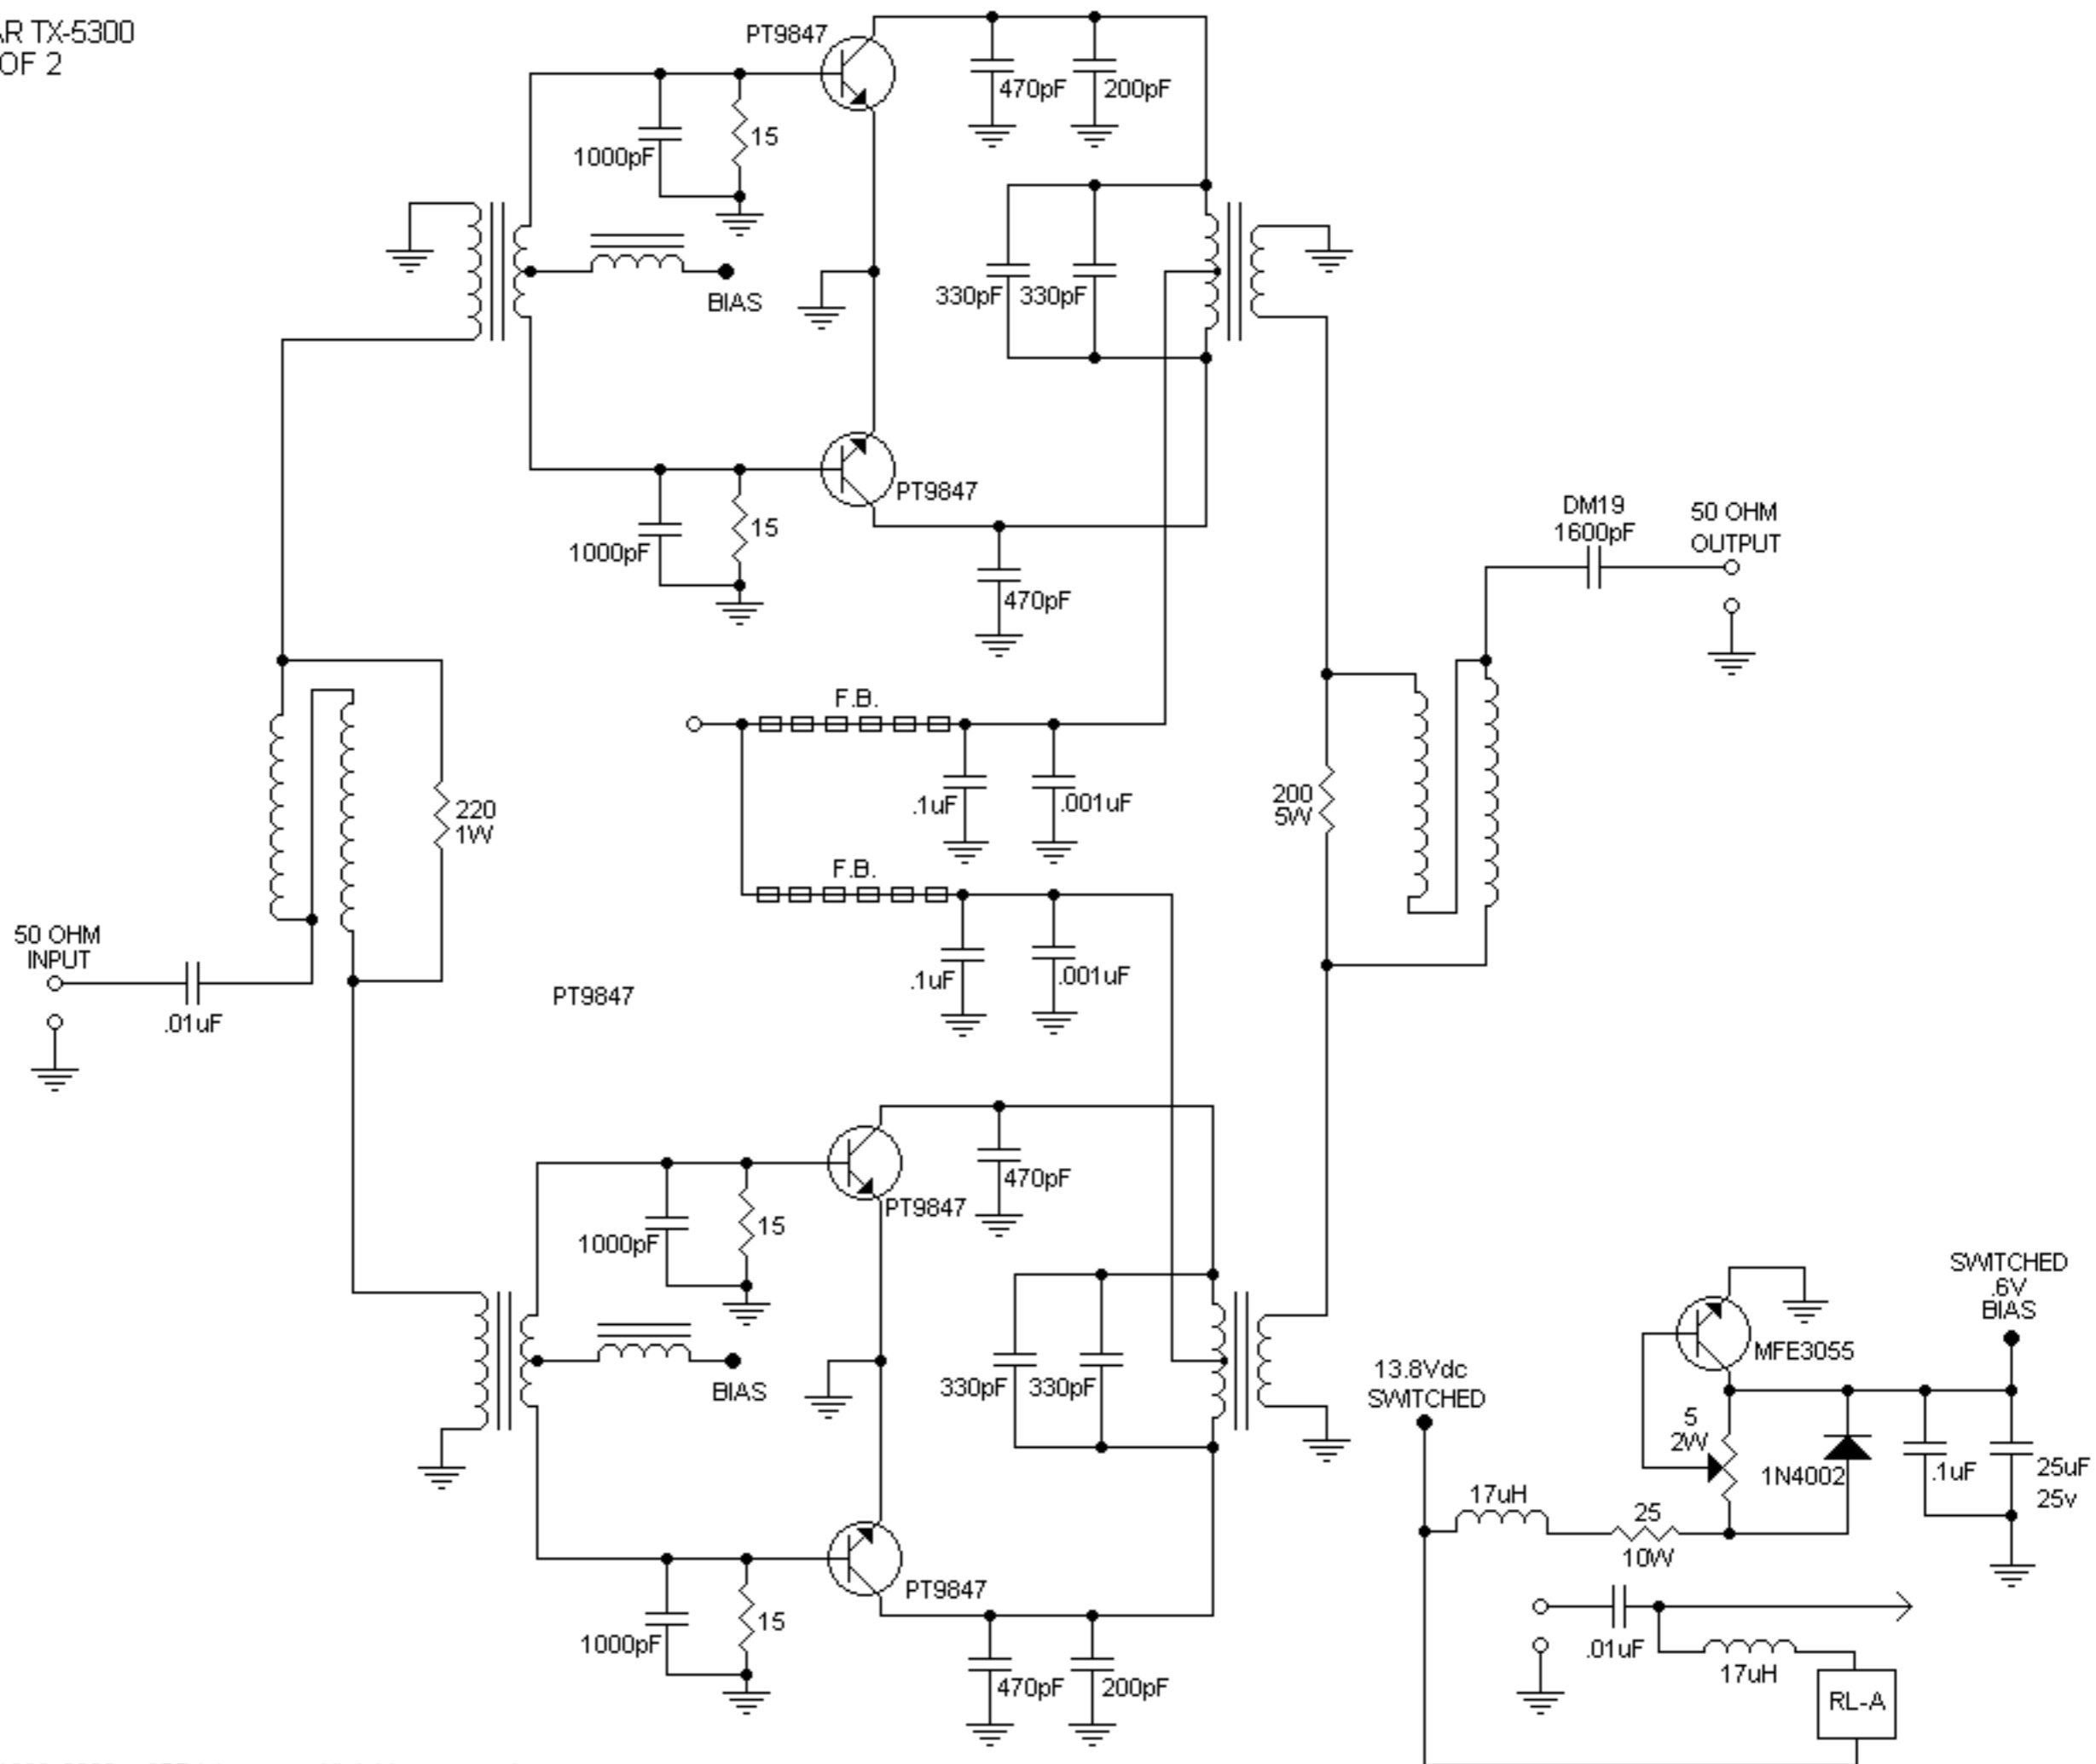 R TX-5300
OF 2
PT9847
470pF
200pF
1000pF
15
BIAS
330pF
330pF
PT9847
1000pF
15
470pF
DM19
1600pF
50 OHM
OUTPUT
F.B.
.1uF
.001uF
220
1W
200
5W
F.B.
.1uF
.001uF
50 OHM
INPUT
.01uF
PT9847
470pF
PT9847
1000pF
15
BIAS
330pF
330pF
13.8Vdc
SWITCHED
SWITCHED
.6V
BIAS
MFE3055
5
2W
1N4002
.1uF
25uF
25v
17uH
25
10W
PT9847
1000pF
15
470pF
200pF
.01uF
17uH
RL-A